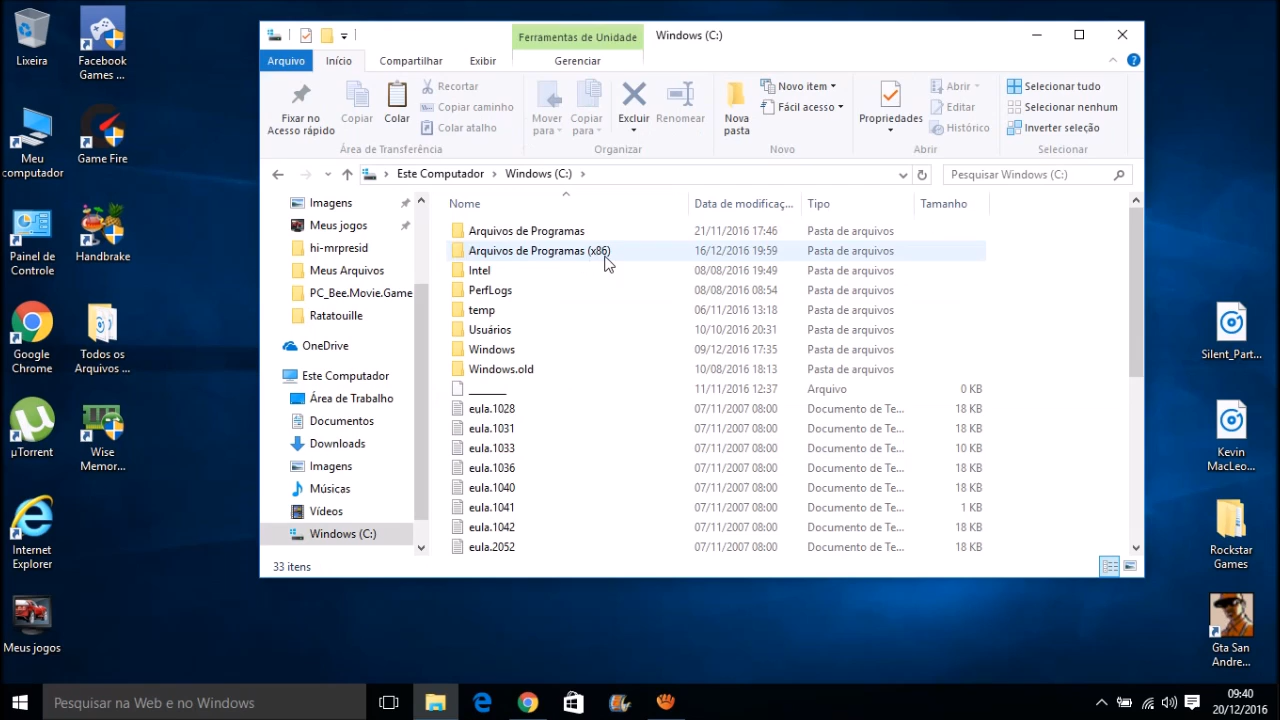 Lixeira
Facebook
Games ...
Meu
computador
Game Fire
Painel de
Controle
Handbrake
Google
Chrome
Todos os
Arquivos ...
µTorrent
Wise
Memor...
Internet
Explorer
Meus jogos
Ferramentas de Unidade
Windows (C:)
Arquivo
Início
Compartilhar
Exibir
Gerenciar
Fixar no
Acesso rápido
Copiar
Colar
Recortar
Copiar caminho
Colar atalho
Área de Transferência
Mover
para
Copiar
para
Excluir
Renomear
Organizar
Nova
pasta
Novo item
Fácil acesso
Novo
Propriedades
Abrir
Editar
Histórico
Abrir
Selecionar tudo
Selecionar nenhum
Inverter seleção
Selecionar
Este Computador > Windows (C:) >
Pesquisar Windows (C:)
Imagens
Meus jogos
hi-mrpresid
Meus Arquivos
PC_Bee.Movie.Game
Ratatouille
OneDrive
Este Computador
Área de Trabalho
Documentos
Downloads
Imagens
Músicas
Vídeos
Windows (C:)
Nome Data de modificaç... Tipo Tamanho
Arquivos de Programas 21/11/2016 17:46 Pasta de arquivos
Arquivos de Programas (x86) 16/12/2016 19:59 Pasta de arquivos
Intel 08/08/2016 19:49 Pasta de arquivos
PerfLogs 08/08/2016 08:54 Pasta de arquivos
temp 06/11/2016 13:18 Pasta de arquivos
Usuários 10/10/2016 20:31 Pasta de arquivos
Windows 09/12/2016 17:35 Pasta de arquivos
Windows.old 10/08/2016 18:13 Pasta de arquivos
______ 11/11/2016 12:37 Arquivo 0 KB
eula.1028 07/11/2007 08:00 Documento de Te... 18 KB
eula.1031 07/11/2007 08:00 Documento de Te... 18 KB
eula.1033 07/11/2007 08:00 Documento de Te... 10 KB
eula.1036 07/11/2007 08:00 Documento de Te... 18 KB
eula.1040 07/11/2007 08:00 Documento de Te... 18 KB
eula.1041 07/11/2007 08:00 Documento de Te... 1 KB
eula.1042 07/11/2007 08:00 Documento de Te... 18 KB
eula.2052 07/11/2007 08:00 Documento de Te... 18 KB
33 itens
Silent_Part...
Kevin
MacLeo...
Rockstar
Games
Gta San
Andre...
Pesquisar na Web e no Windows
09:40
20/12/2016